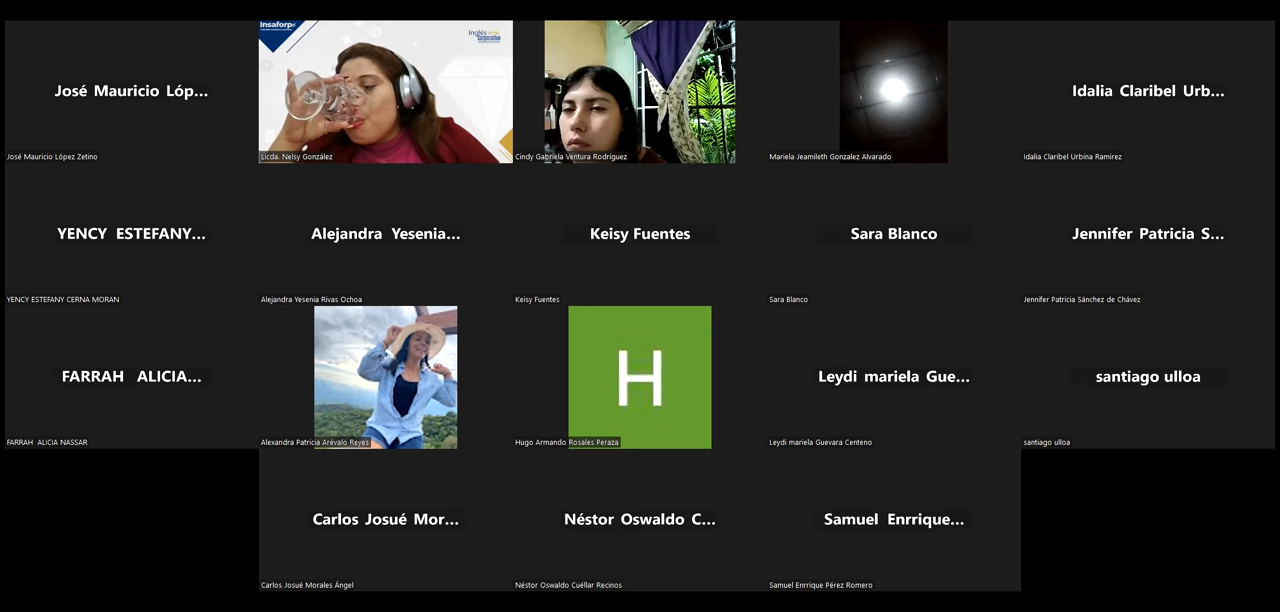 José Mauricio Lóp...
José Mauricio López Zetino
Insaforp
Inglés
Corporativo
Licda. Nelsy González
Cindy Gabriela Ventura Rodríguez
Mariela Jeamileth Gonzalez Alvarado
Idalia Claribel Urb...
Idalia Claribel Urbina Ramirez
YENCY ESTEFANY...
YENCY ESTEFANY CERNA MORAN
Alejandra Yesenia...
Alejandra Yesenia Rivas Ochoa
Keisy Fuentes
Keisy Fuentes
Sara Blanco
Sara Blanco
Jennifer Patricia S...
Jennifer Patricia Sánchez de Chávez
FARRAH ALICIA...
FARRAH ALICIA NASSAR
Alexandra Patricia Arévalo Reyes
H
Hugo Armando Rosales Peraza
Leydi mariela Gue...
Leydi mariela Guevara Centeno
santiago ulloa
santiago ulloa
Carlos Josué Mor...
Carlos Josué Morales Ángel
Néstor Oswaldo C...
Néstor Oswaldo Cuéllar Recinos
Samuel Enrrique...
Samuel Enrrique Pérez Romero